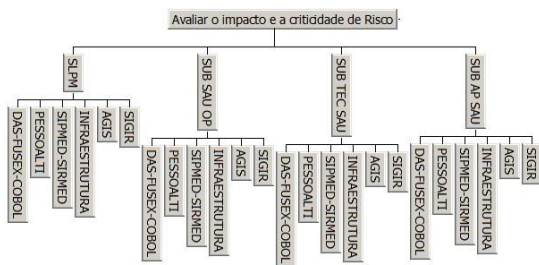 Avaliar o impacto e a criticidade de Risco
SLPM
SUB SAU OP
SUB TEC SAU
SUB AP SAU
DAS-FUSEX-COBOL
PESSOALTI
SIPMED-SIRMED
INFRAESTRUTURA
AGIS
SIGIR
DAS-FUSEX-COBOL
PESSOALTI
SIPMED-SIRMED
INFRAESTRUTURA
AGIS
SIGIR
DAS-FUSEX-COBOL
PESSOALTI
SIPMED-SIRMED
INFRAESTRUTURA
AGIS
SIGIR
DAS-FUSEX-COBOL
PESSOALTI
SIPMED-SIRMED
INFRAESTRUTURA
AGIS
SIGIR